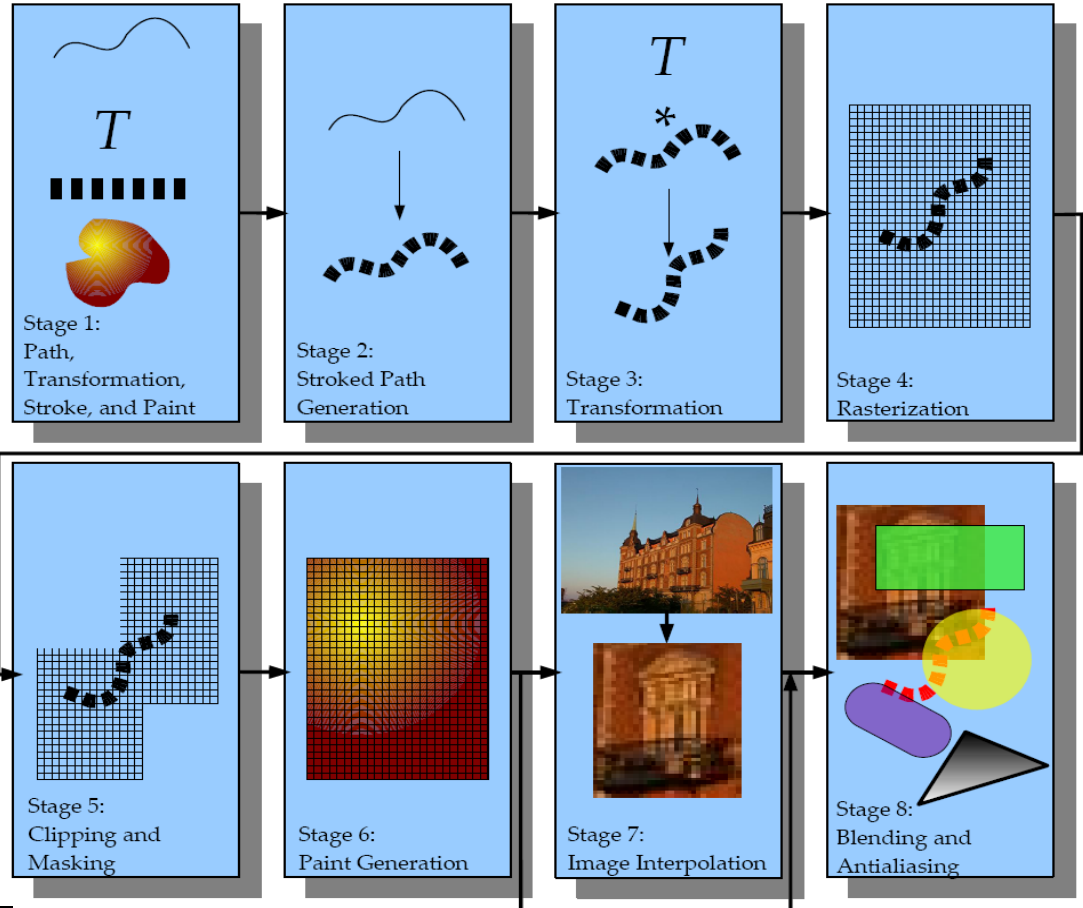 T
Stage 1:
Path,
Transformation,
Stroke, and Paint
Stage 2:
Stroked Path
Generation
T
*
Stage 3:
Transformation
Stage 4:
Rasterization
Stage 5:
Clipping and
Masking
Stage 6:
Paint Generation
Stage 7:
Image Interpolation
Stage 8:
Blending and
Antialiasing